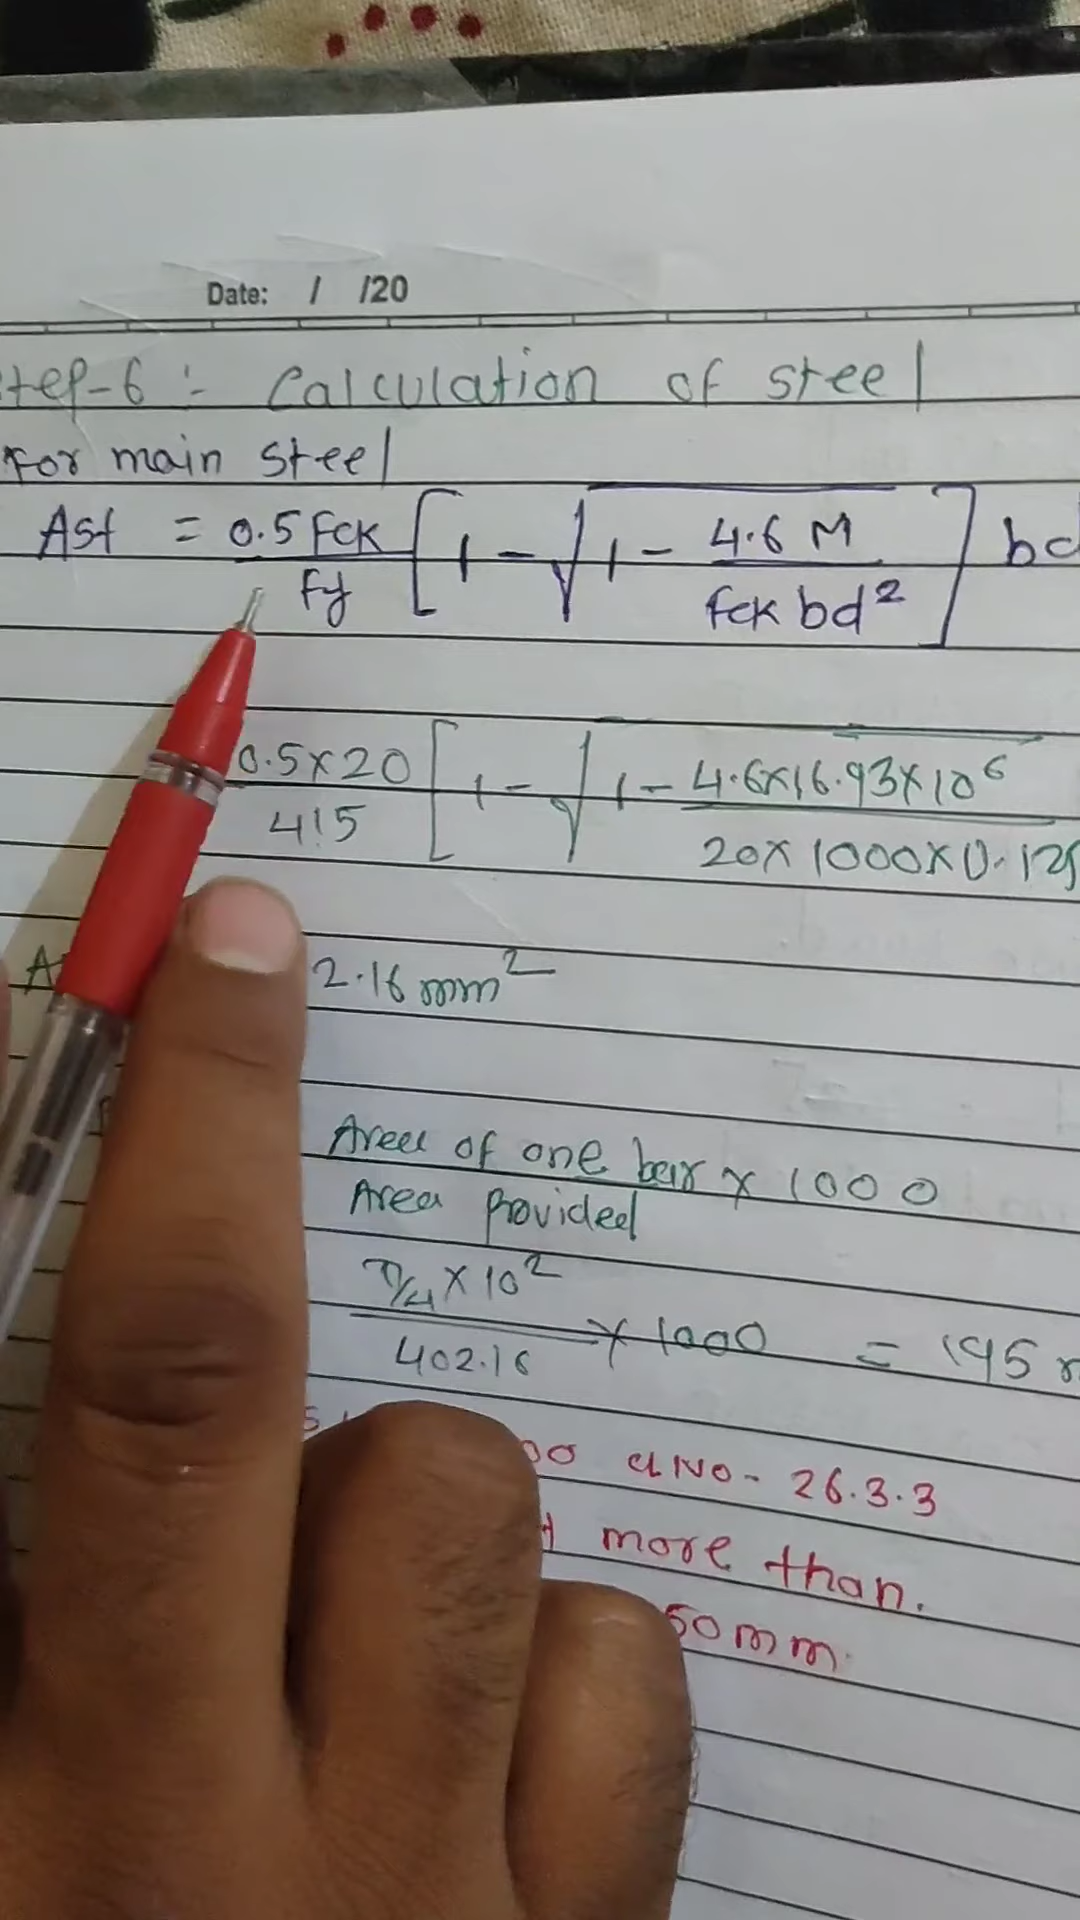 Date: / /20
tep-6 :- Calculation of steel
For main steel
Ast = 0.5 Fck / Fy [1 - √1 - 4.6 M / fck bd²] bd
0.5×20 / 415 [1 - √1 - 4.6×16.93×10⁶ / 20×1000×0.125
A 2.16 mm²
Area of one bar × 1000
Area Provided
π/4 × 10² / 402.16 × 1000 = 195
cl NO- 26.3.3
more than.
50mm.